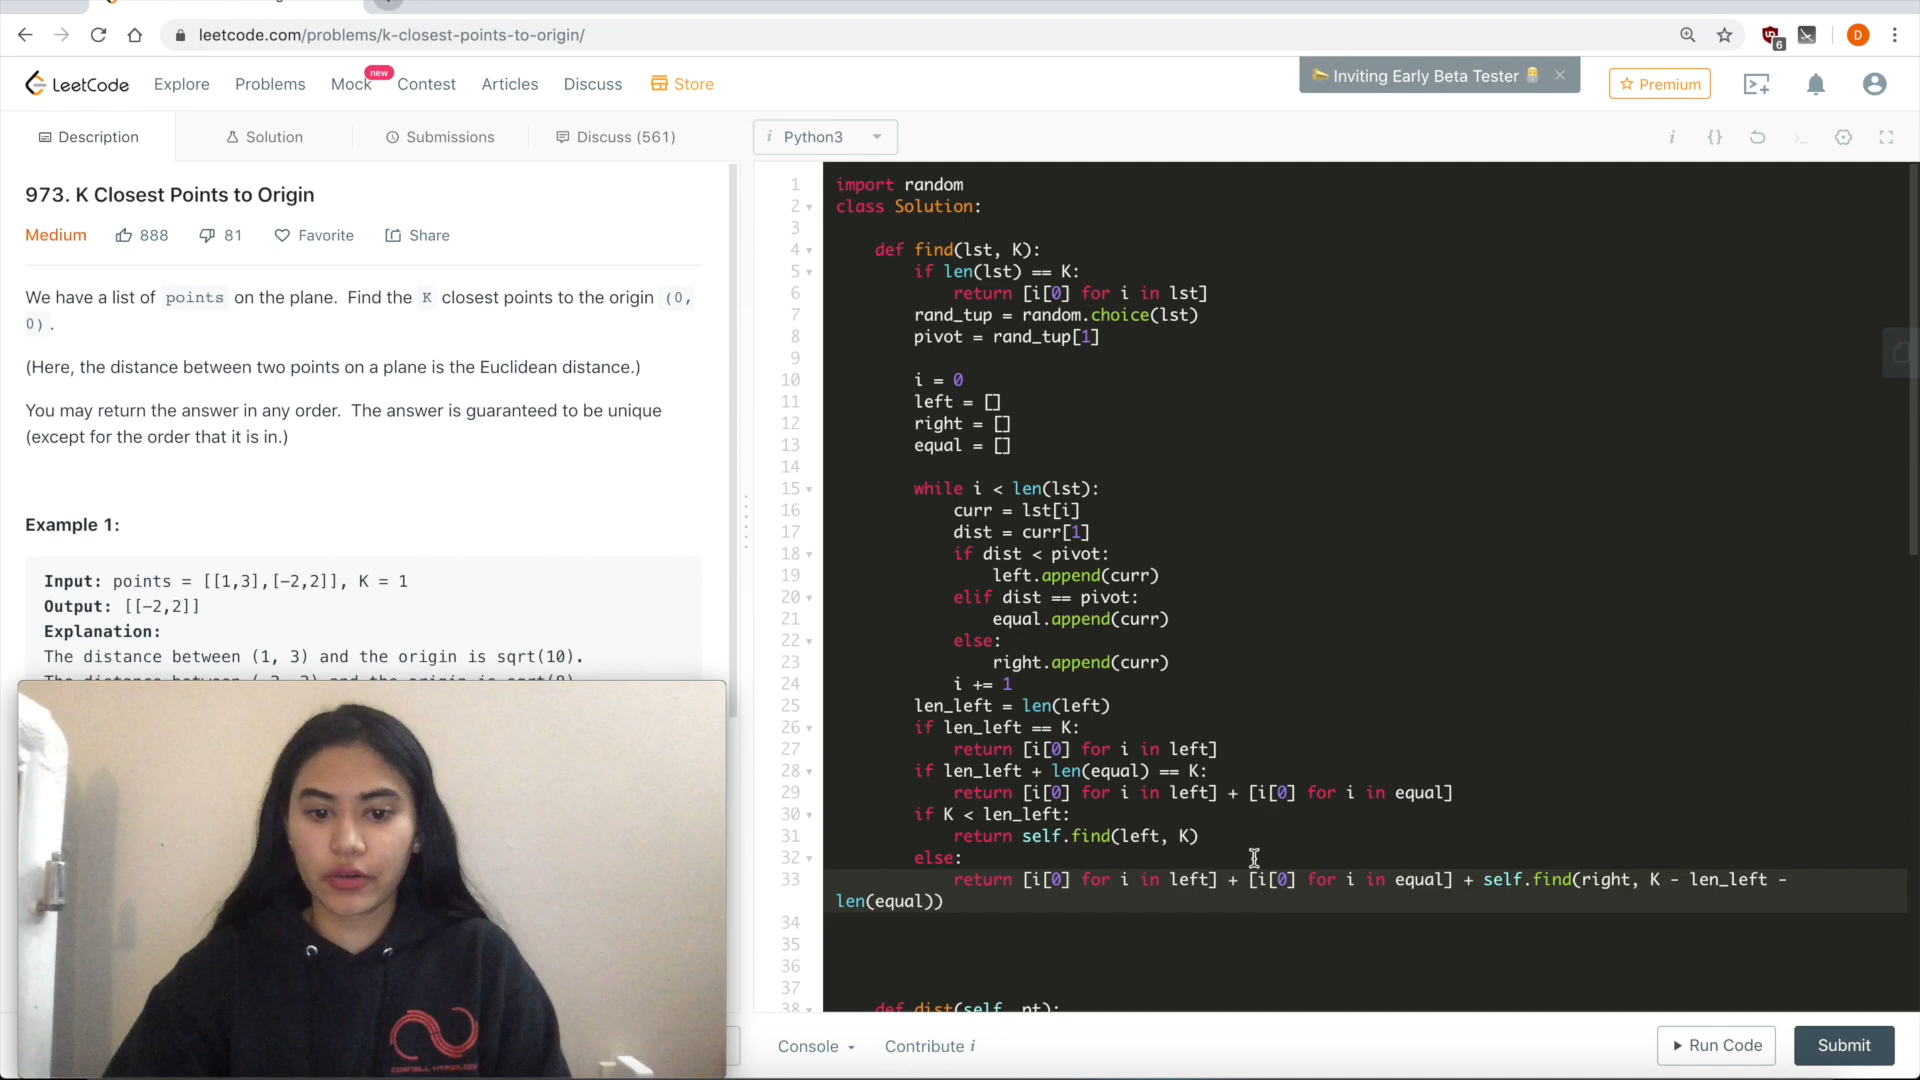 leetcode.com/problems/k-closest-points-to-origin/
6
D
LeetCode
Explore
Problems
Mock
new
Contest
Articles
Discuss
Store
Inviting Early Beta Tester
Premium
Description
Solution
Submissions
Discuss (561)
i Python3
i
{}
973. K Closest Points to Origin
Medium
888
81
Favorite
Share
We have a list of points on the plane. Find the K closest points to the origin (0,
0).
(Here, the distance between two points on a plane is the Euclidean distance.)
You may return the answer in any order. The answer is guaranteed to be unique
(except for the order that it is in.)
Example 1:
Input: points = [[1,3],[-2,2]], K = 1
Output: [[-2,2]]
Explanation:
The distance between (1, 3) and the origin is sqrt(10).
1 import random
2 class Solution:
3
4 def find(lst, K):
5 if len(lst) == K:
6 return [i[0] for i in lst]
7 rand_tup = random.choice(lst)
8 pivot = rand_tup[1]
9
10 i = 0
11 left = []
12 right = []
13 equal = []
14
15 while i < len(lst):
16 curr = lst[i]
17 dist = curr[1]
18 if dist < pivot:
19 left.append(curr)
20 elif dist == pivot:
21 equal.append(curr)
22 else:
23 right.append(curr)
24 i += 1
25 len_left = len(left)
26 if len_left == K:
27 return [i[0] for i in left]
28 if len_left + len(equal) == K:
29 return [i[0] for i in left] + [i[0] for i in equal]
30 if K < len_left:
31 return self.find(left, K)
32 else:
33 return [i[0] for i in left] + [i[0] for i in equal] + self.find(right, K - len_left -
len(equal))
34
35
36
37
38 def dist(self, pt):
Console
Contribute i
Run Code
Submit